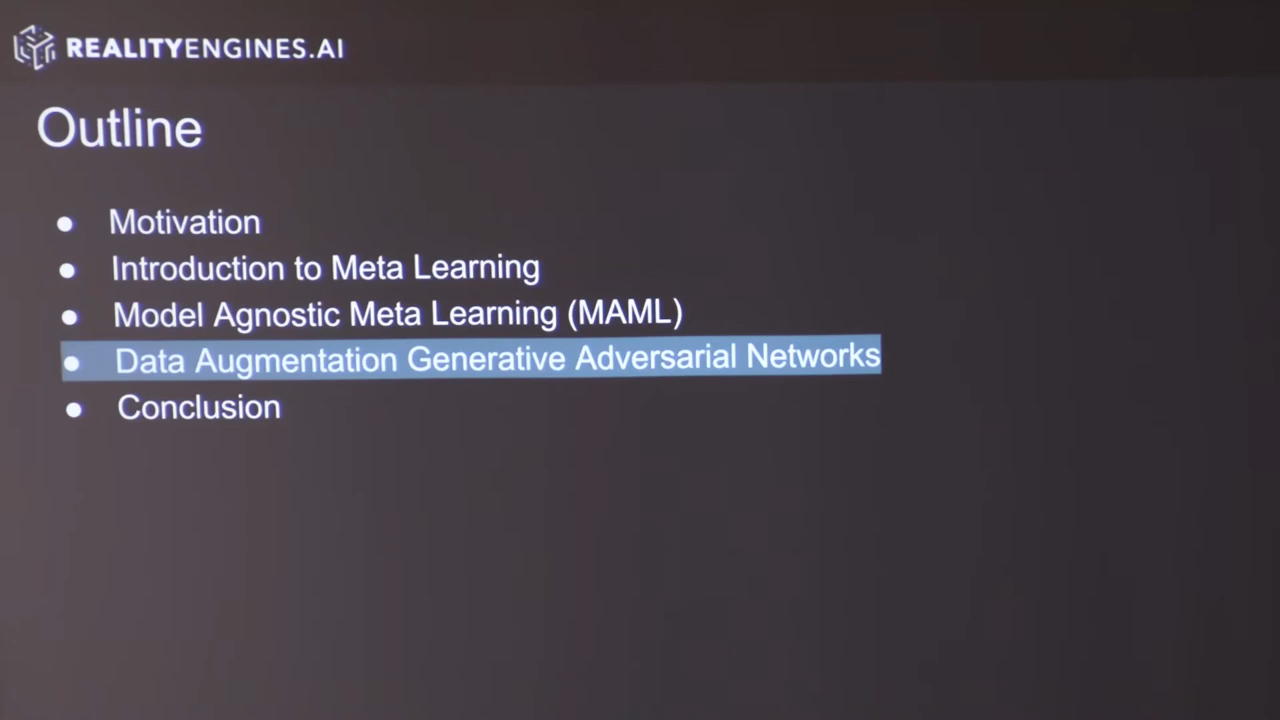 REALITYENGINES.AI
Outline
● Motivation
● Introduction to Meta Learning
● Model Agnostic Meta Learning (MAML)
● Data Augmentation Generative Adversarial Networks
● Conclusion